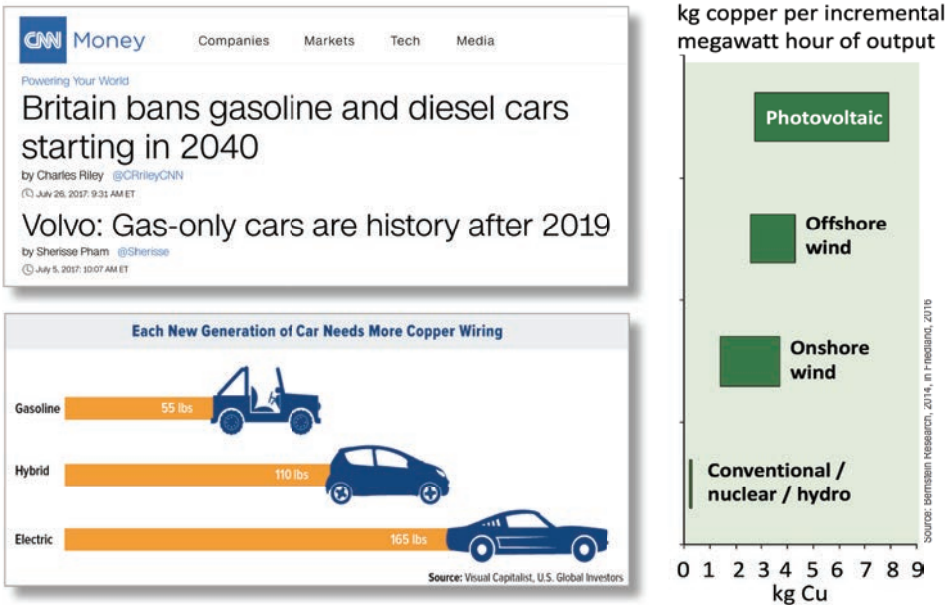 CNN Money Companies Markets Tech Media
Powering Your World
Britain bans gasoline and diesel cars
starting in 2040
by Charles Riley @CRrileyCNN
July 26, 2017: 9:31 AM ET
Volvo: Gas-only cars are history after 2019
by Sherisse Pham @Sherisse
July 5, 2017: 10:07 AM ET
Each New Generation of Car Needs More Copper Wiring
Gasoline 55 lbs
Hybrid 110 lbs
Electric 165 lbs
Source: Visual Capitalist, U.S. Global Investors
kg copper per incremental
megawatt hour of output
Photovoltaic
Offshore
wind
Onshore
wind
Conventional /
nuclear / hydro
0 1 2 3 4 5 6 7 8 9
kg Cu
Source: Bernstein Research, 2014, in Friedland, 2016